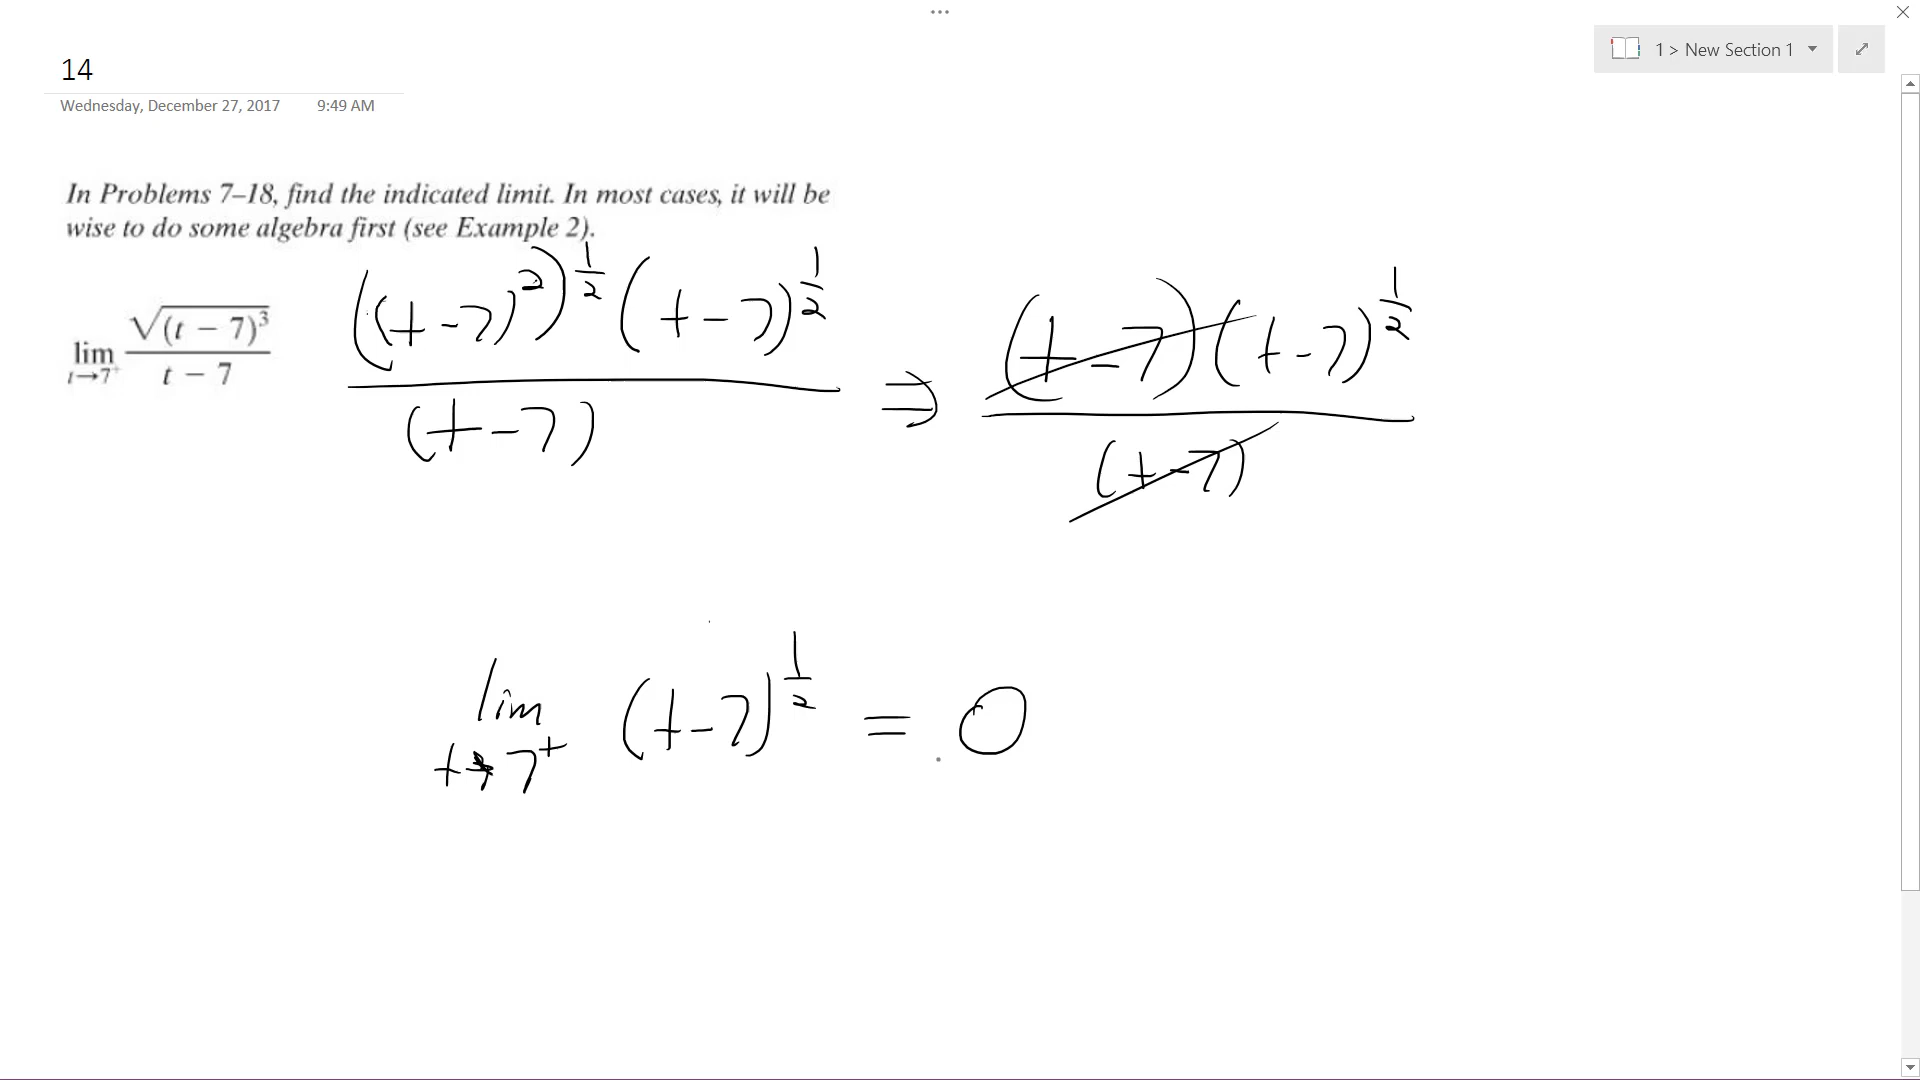 14
1 > New Section 1
Wednesday, December 27, 2017 9:49 AM
In Problems 7–18, find the indicated limit. In most cases, it will be
wise to do some algebra first (see Example 2).
lim t→7⁺ √(t − 7)³ / t − 7
((t-7)²)^(1/2) (t-7)^(1/2) / (t-7) ⇒ (t-7)(t-7)^(1/2) / (t-7)
lim t→7⁺ (t-7)^(1/2) = 0